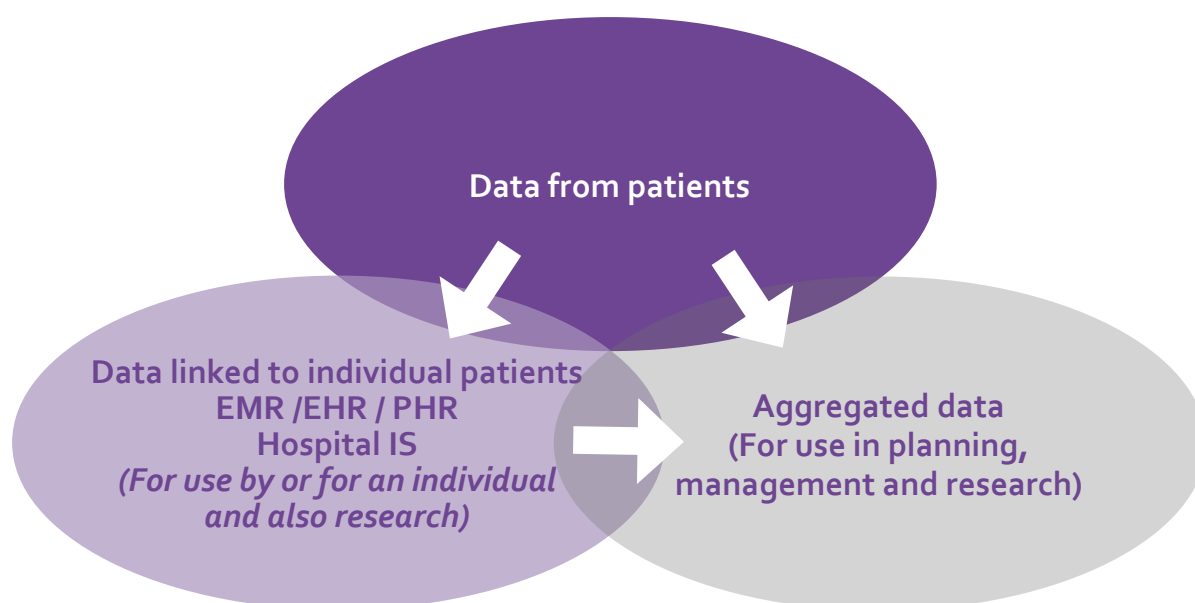 Data from patients
Data linked to individual patients
EMR /EHR / PHR
Hospital IS
(For use by or for an individual
and also research)
Aggregated data
(For use in planning,
management and research)